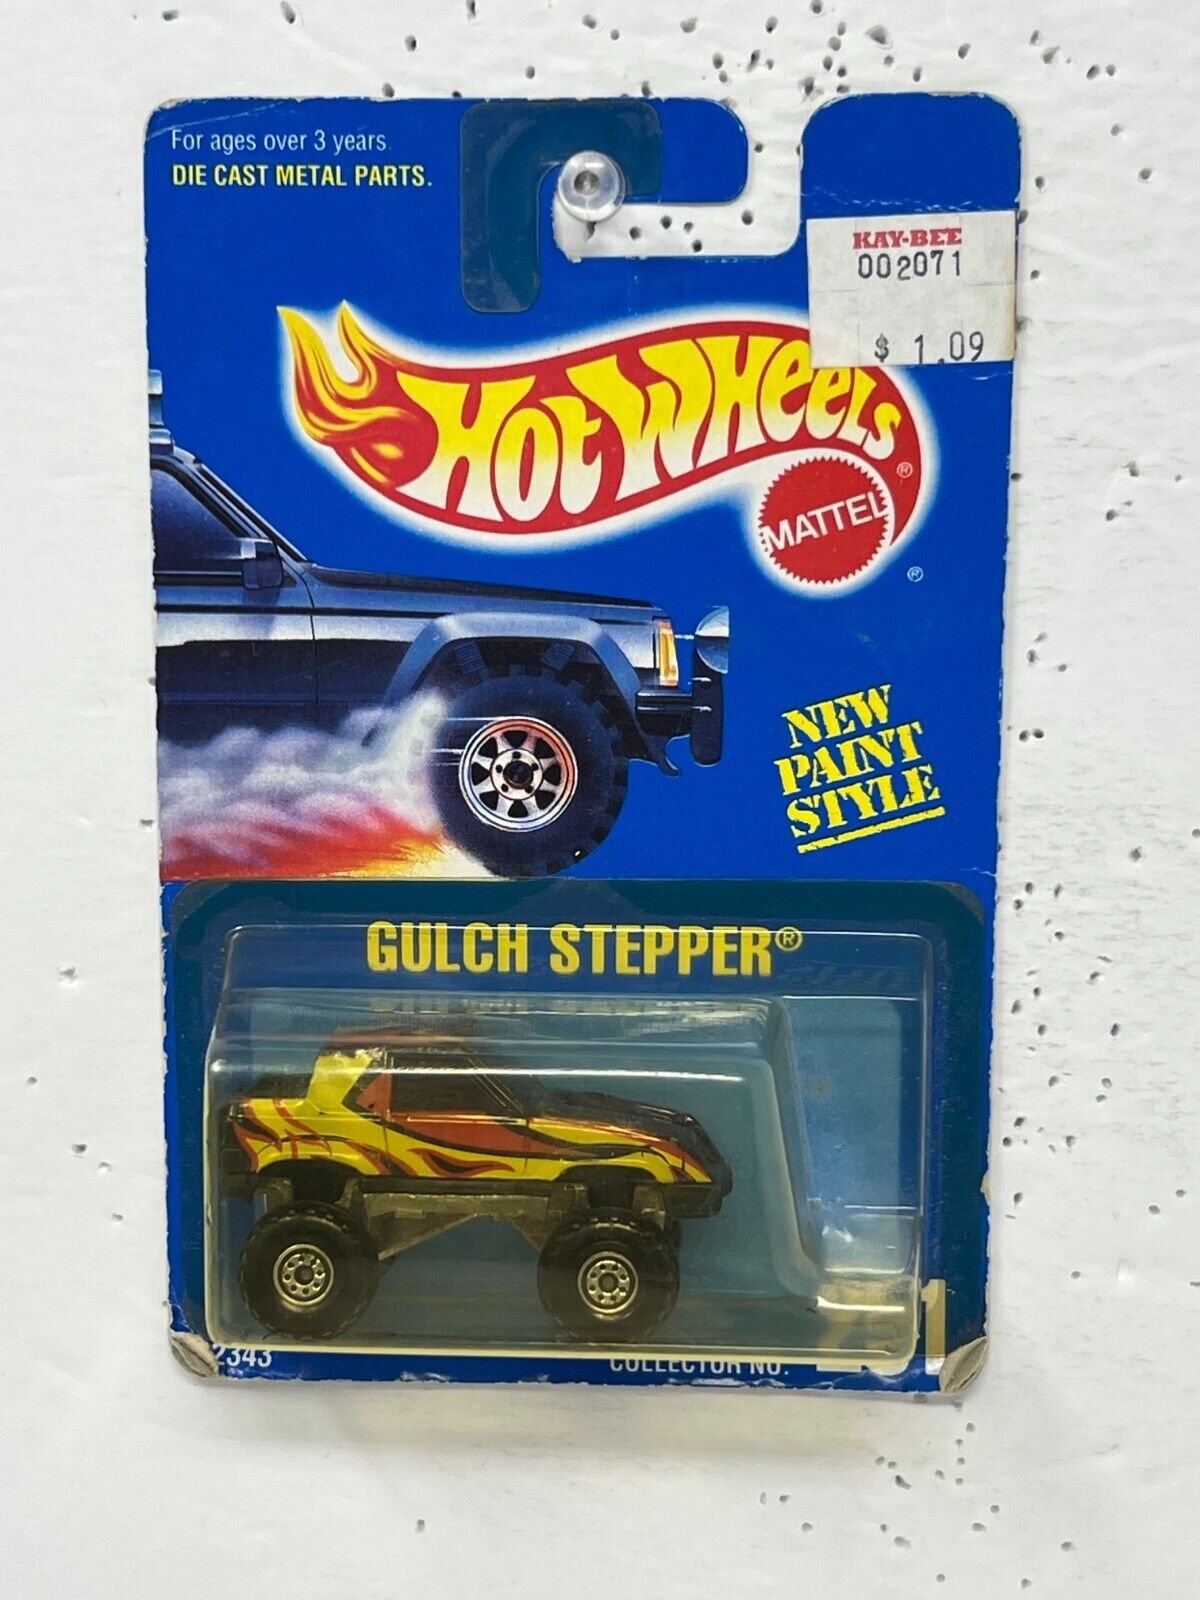 For ages over 3 years
DIE CAST METAL PARTS.
KAY-BEE
002071
$ 1.09
HOT WHEELS®
MATTEL
®
NEW
PAINT
STYLE
GULCH STEPPER®
2343
COLLECTOR NO.